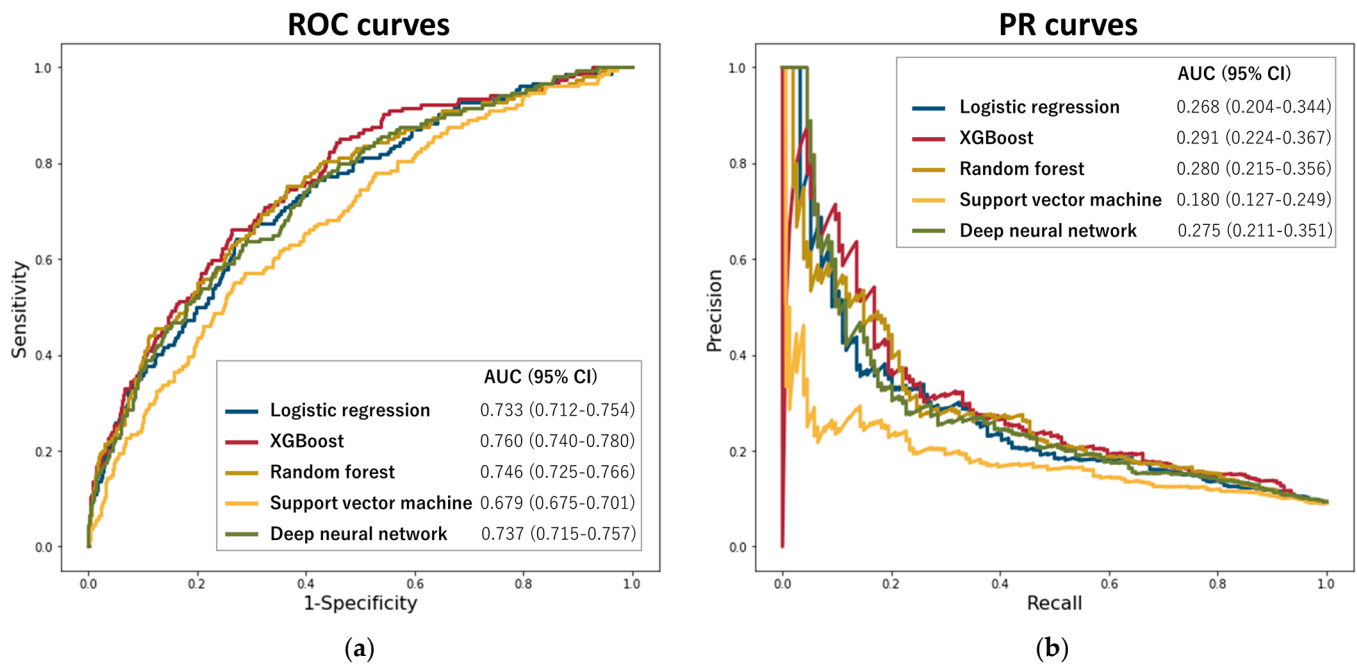 ROC curves
1.0
0.8
0.6
0.4
0.2
0.0
Sensitivity
AUC (95% CI)
Logistic regression 0.733 (0.712-0.754)
XGBoost 0.760 (0.740-0.780)
Random forest 0.746 (0.725-0.766)
Support vector machine 0.679 (0.675-0.701)
Deep neural network 0.737 (0.715-0.757)
0.0 0.2 0.4 0.6 0.8 1.0
1-Specificity
(a)
PR curves
1.0
0.8
0.6
0.4
0.2
0.0
Precision
AUC (95% CI)
Logistic regression 0.268 (0.204-0.344)
XGBoost 0.291 (0.224-0.367)
Random forest 0.280 (0.215-0.356)
Support vector machine 0.180 (0.127-0.249)
Deep neural network 0.275 (0.211-0.351)
0.0 0.2 0.4 0.6 0.8 1.0
Recall
(b)